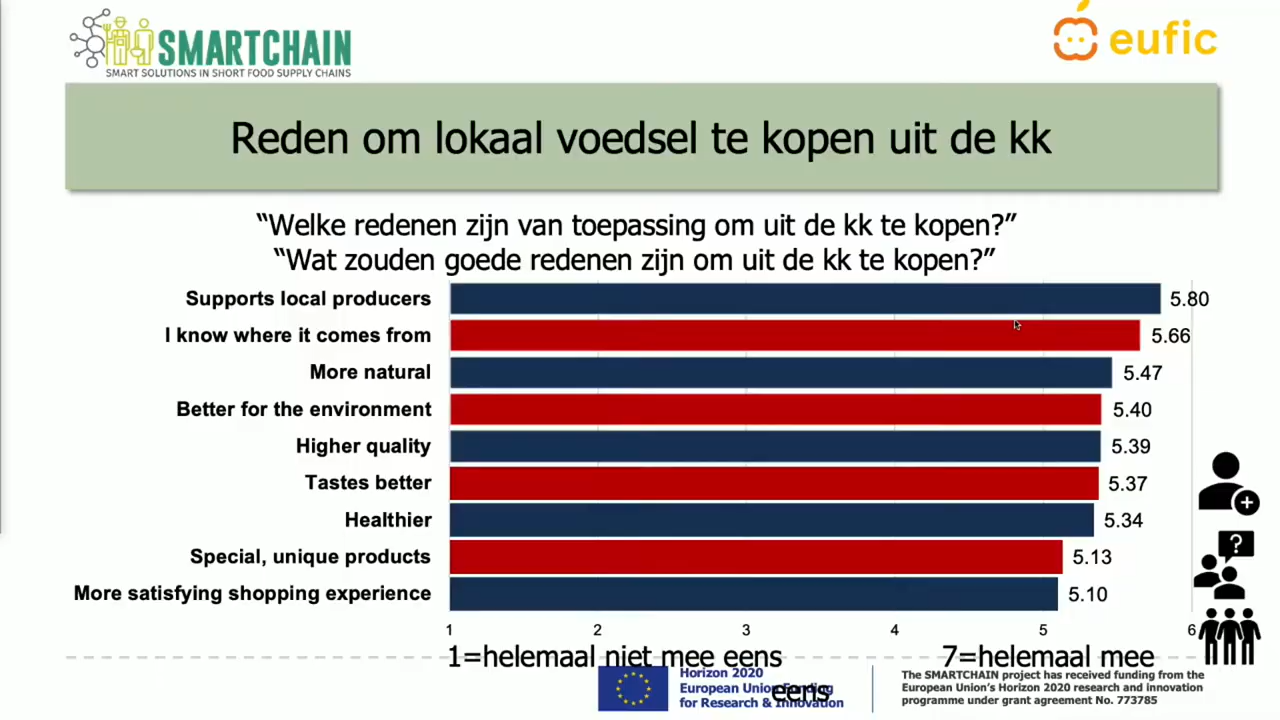 SMARTCHAIN
SMART SOLUTIONS IN SHORT FOOD SUPPLY CHAINS
eufic
Reden om lokaal voedsel te kopen uit de kk
“Welke redenen zijn van toepassing om uit de kk te kopen?”
“Wat zouden goede redenen zijn om uit de kk te kopen?”
Supports local producers 5.80
I know where it comes from 5.66
More natural 5.47
Better for the environment 5.40
Higher quality 5.39
Tastes better 5.37
Healthier 5.34
Special, unique products 5.13
More satisfying shopping experience 5.10
1 2 3 4 5 6
1=helemaal niet mee eens 7=helemaal mee
eens
Horizon 2020
European Union Funding
for Research & Innovation
The SMARTCHAIN project has received funding from the
European Union’s Horizon 2020 research and innovation
programme under grant agreement No. 773785
?